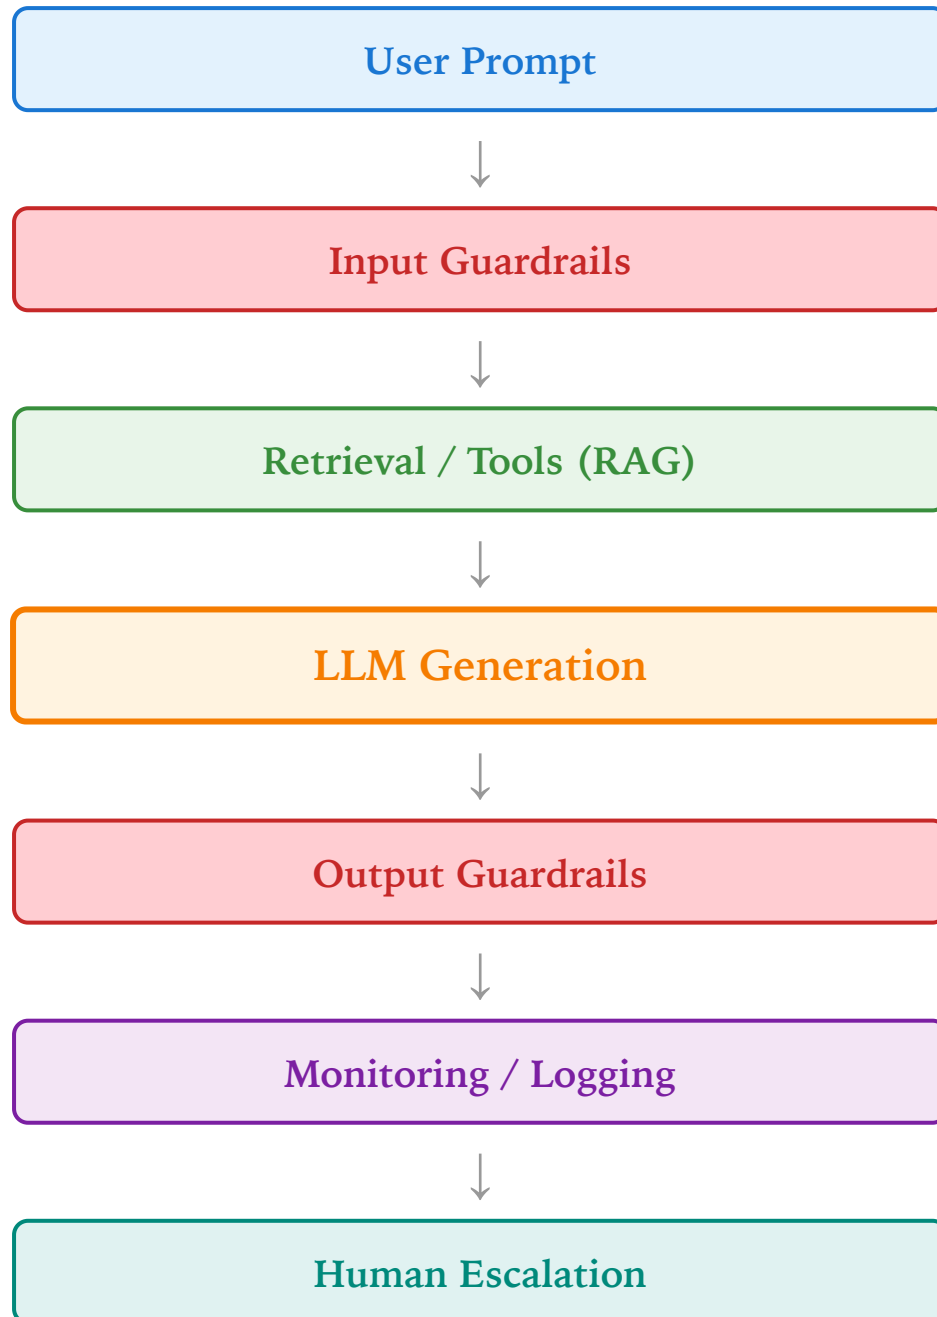 User Prompt
↓
Input Guardrails
↓
Retrieval / Tools (RAG)
↓
LLM Generation
↓
Output Guardrails
↓
Monitoring / Logging
↓
Human Escalation